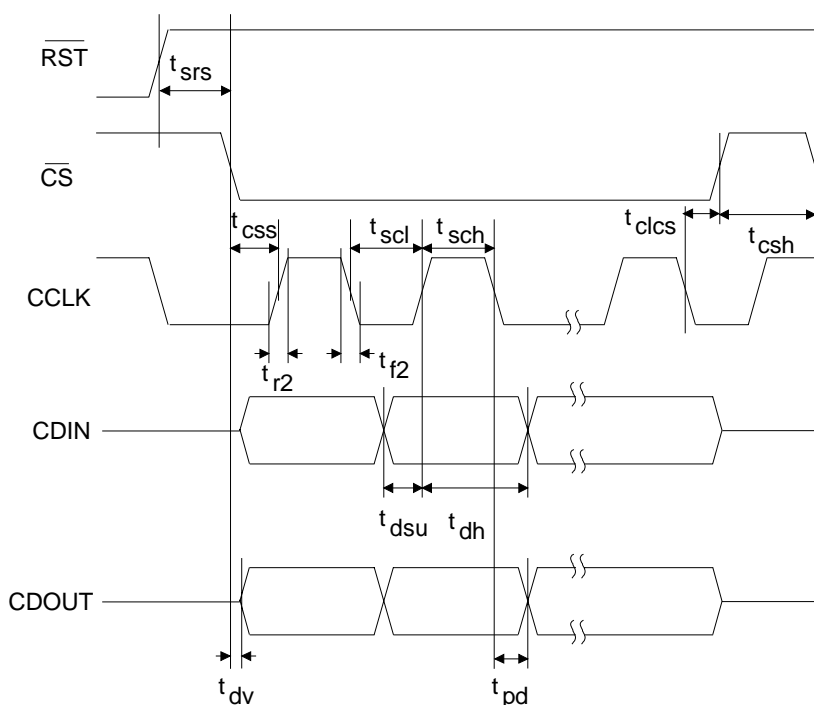 RST
t srs
CS
t css
t scl
t sch
t clcs
t csh
CCLK
t r2
t f2
CDIN
t dsu
t dh
CDOUT
t dv
t pd